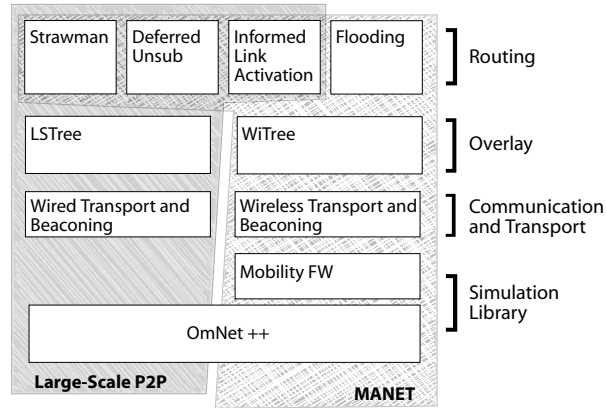 Strawman
Deferred
Unsub
Informed
Link
Activation
Flooding
Routing
LSTree
WiTree
Overlay
Wired Transport and
Beaconing
Wireless Transport and
Beaconing
Communication
and Transport
Mobility FW
Simulation
Library
OmNet ++
Large-Scale P2P
MANET